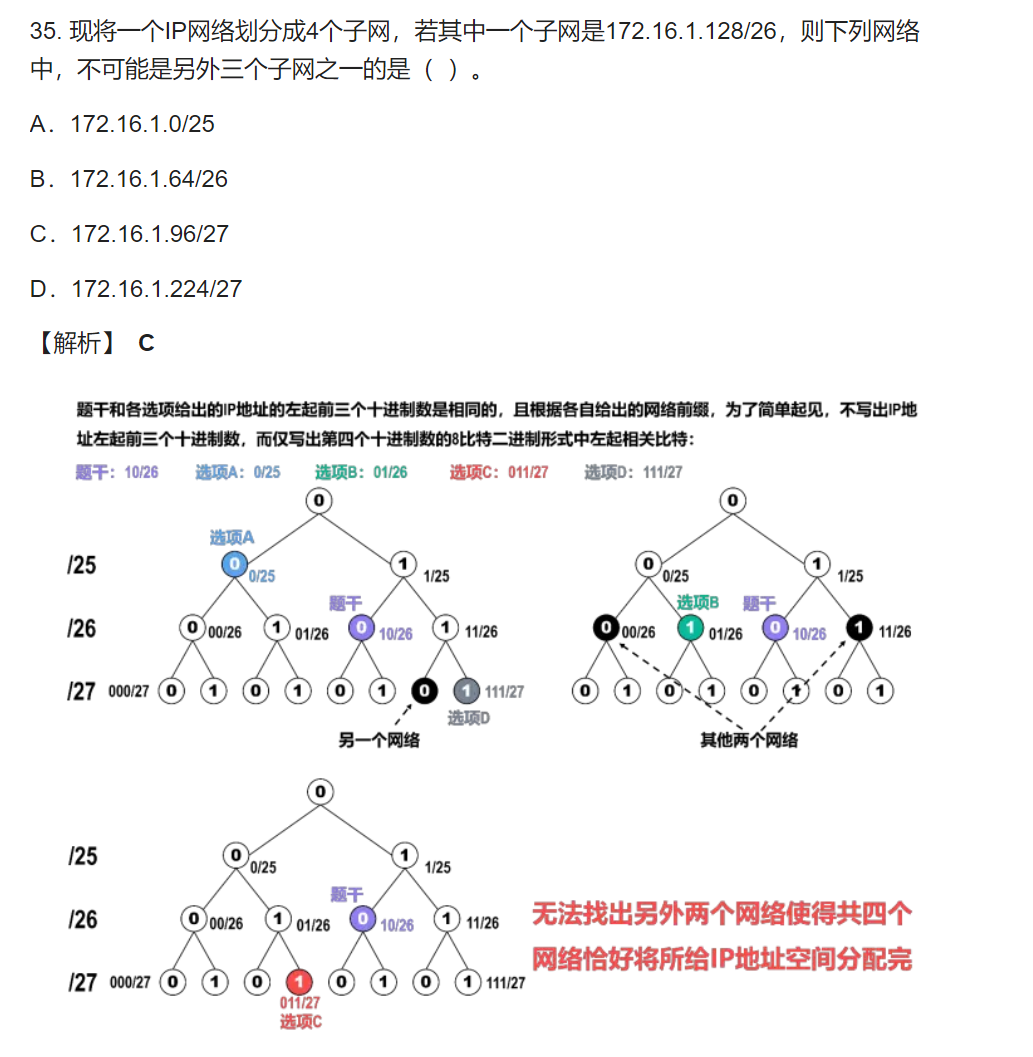 35. 现将一个IP网络划分成4个子网，若其中一个子网是172.16.1.128/26，则下列网络
中，不可能是另外三个子网之一的是（ ）。
A．172.16.1.0/25
B．172.16.1.64/26
C．172.16.1.96/27
D．172.16.1.224/27
【解析】 C
题干和各选项给出的IP地址的左起前三个十进制数是相同的，且根据各自给出的网络前缀，为了简单起见，不写出IP地
址左起前三个十进制数，而仅写出第四个十进制数的8比特二进制形式中左起相关比特：
题干：10/26 选项A：0/25 选项B：01/26 选项C：011/27 选项D：111/27
0 0
选项A
/25 0 0/25 1 1/25 0 0/25 1 1/25
题干 选项B 题干
/26 0 00/26 1 01/26 0 10/26 1 11/26 0 00/26 1 01/26 0 10/26 1 11/26
/27 000/27 0 1 0 1 0 1 0 1 111/27 0 1 0 1 0 1 0 1
选项D
另一个网络 其他两个网络
0
/25 0 0/25 1 1/25
题干
/26 0 00/26 1 01/26 0 10/26 1 11/26
无法找出另外两个网络使得共四个
网络恰好将所给IP地址空间分配完
/27 000/27 0 1 0 1 0 1 0 1 111/27
011/27
选项C